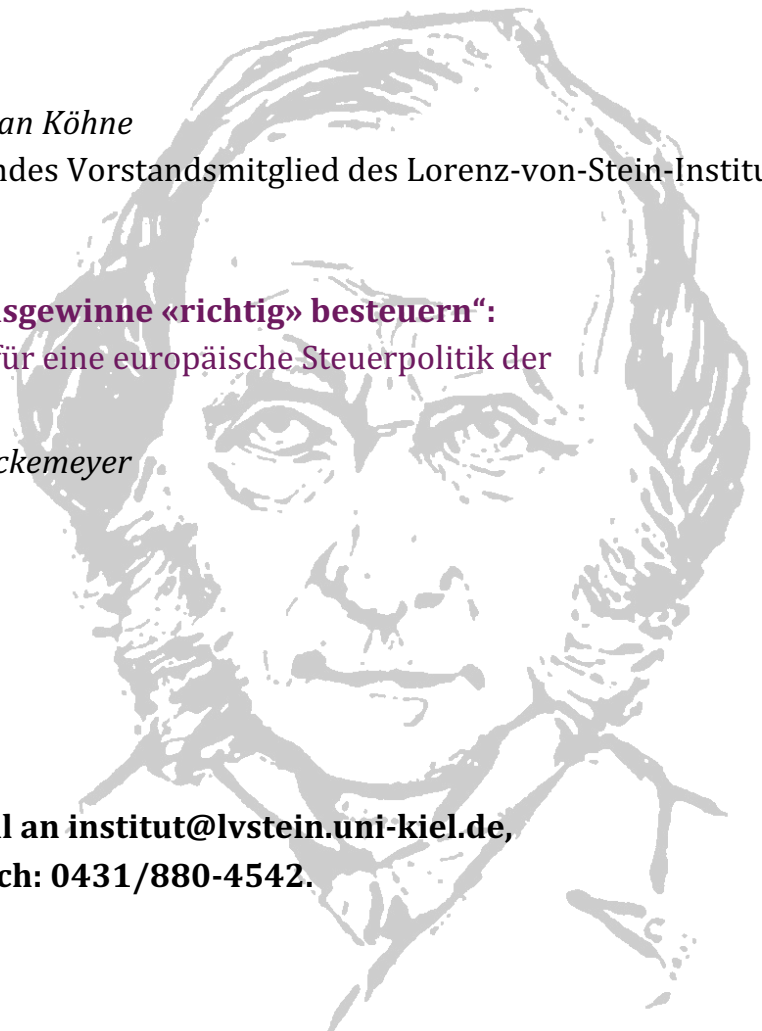 an Köhne
ndes Vorstandsmitglied des Lorenz-von-Stein-Institu
sgewinne «richtig» besteuern“:
für eine europäische Steuerpolitik der
ckemeyer
l an institut@lvstein.uni-kiel.de,
ch: 0431/880-4542.